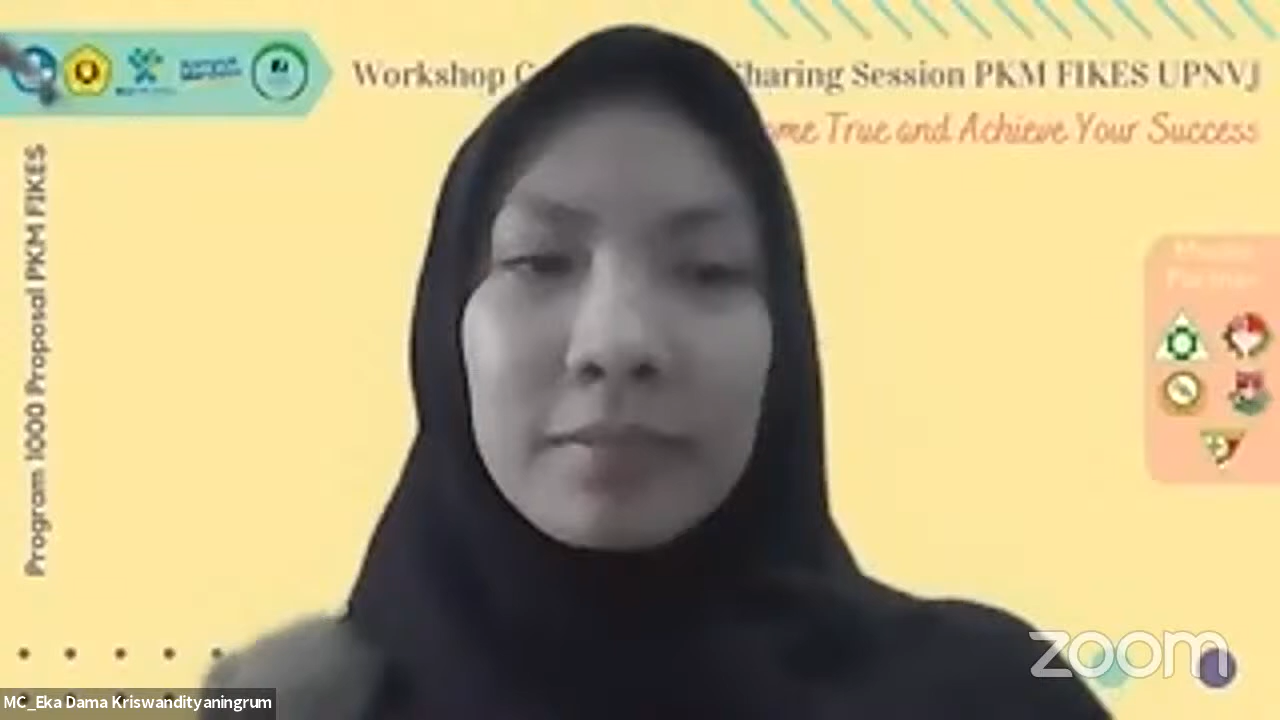 Workshop
Sharing Session PKM FIKES UPNVJ
ome True and Achieve Your Success
Program 1000 Proposal PKM FIKES
zoom
MC_Eka Dama Kriswandityaningrum